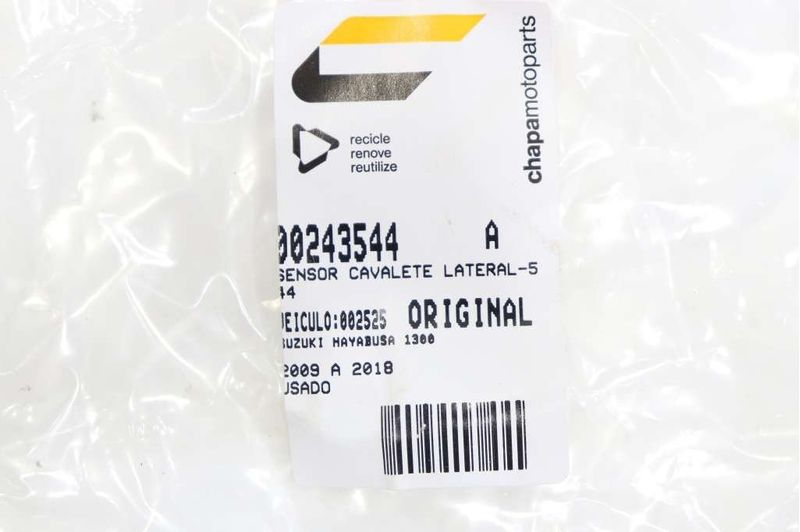 chapamotoparts
recicle
renove
reutilize
00243544 A
SENSOR CAVALETE LATERAL-5
44
VEICULO:002525 ORIGINAL
SUZUKI HAYABUSA 1300
2009 A 2018
USADO